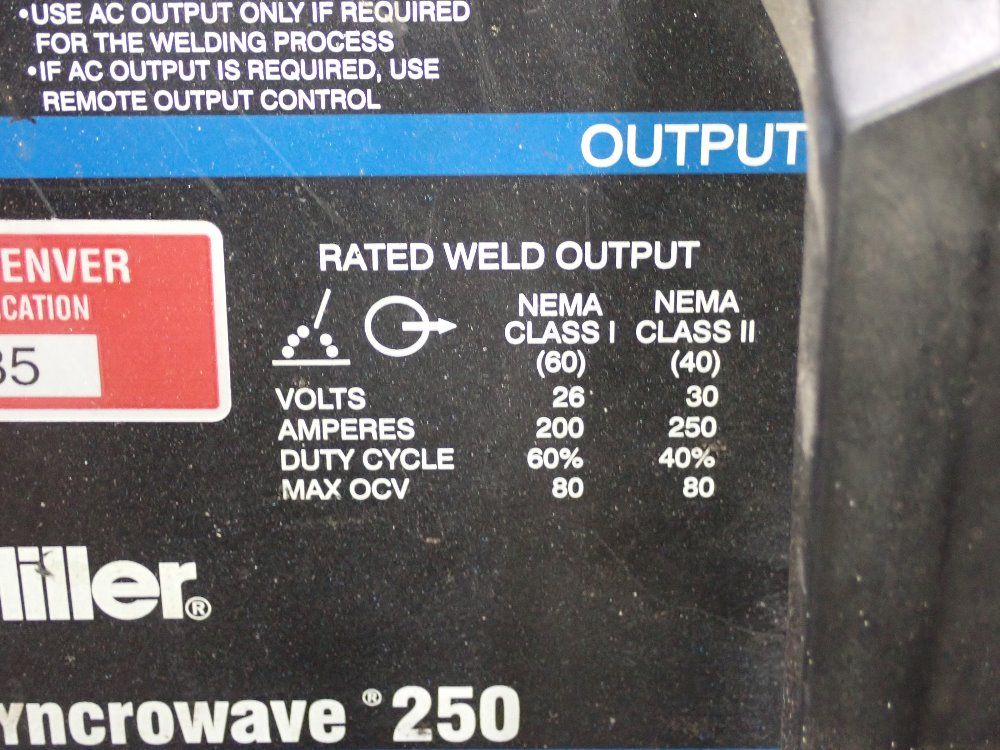 •USE AC OUTPUT ONLY IF REQUIRED
FOR THE WELDING PROCESS
•IF AC OUTPUT IS REQUIRED, USE
REMOTE OUTPUT CONTROL
OUTPUT
ENVER
CATION
35
RATED WELD OUTPUT
NEMA NEMA
CLASS I CLASS II
(60) (40)
VOLTS 26 30
AMPERES 200 250
DUTY CYCLE 60% 40%
MAX OCV 80 80
iller®
yncrowave® 250